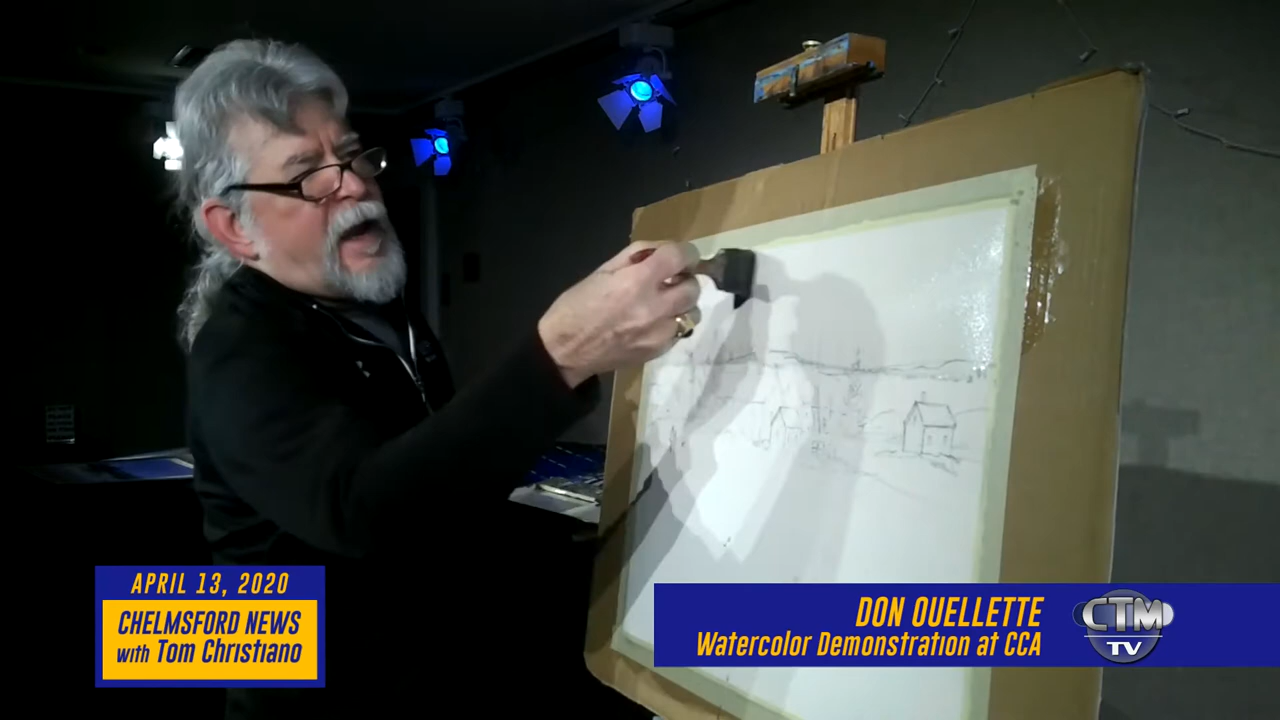 APRIL 13, 2020
CHELMSFORD NEWS
with Tom Christiano
DON OUELLETTE
Watercolor Demonstration at CCA
CTM
TV